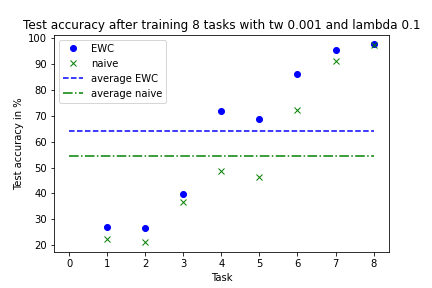 Test accuracy after training 8 tasks with tw 0.001 and lambda 0.1
100
90
80
70
60
50
40
30
20
Test accuracy in %
EWC
naive
average EWC
average naive
0 1 2 3 4 5 6 7 8
Task